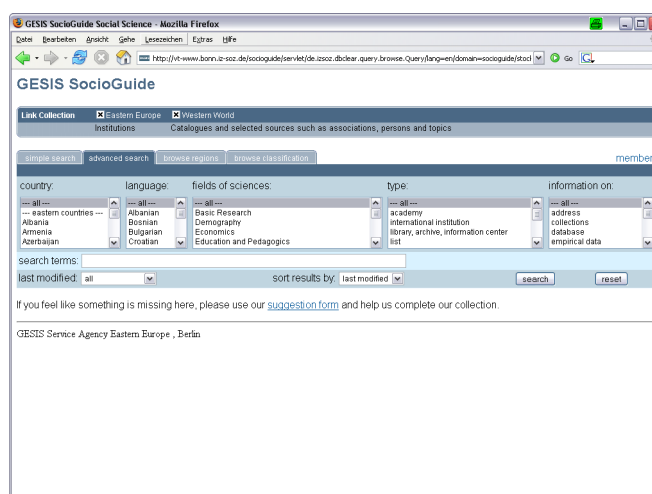 GESIS SocioGuide Social Science - Mozilla Firefox
Datei Bearbeiten Ansicht Gehe Lesezeichen Extras Hilfe
http://vt-www.bonn.iz-soz.de/socioguide/servlet/de.izsoz.dbclear.query.browse.Query/lang=en/domain=socioguide/stock Go
GESIS SocioGuide
Link Collection Eastern Europe Western World
Institutions Catalogues and selected sources such as associations, persons and topics
simple search advanced search browse regions browse classification member
country: language: fields of sciences: type: information on:
--- all --- --- all --- --- all --- --- all --- --- all ---
--- eastern countries --- Albanian Basic Research academy address
Albania Bosnian Demography international institution collections
Armenia Bulgarian Economics library, archive, information center database
Azerbaijan Croatian Education and Pedagogics list empirical data
search terms:
last modified: all sort results by: last modified search reset
If you feel like something is missing here, please use our suggestion form and help us complete our collection.
GESIS Service Agency Eastern Europe , Berlin